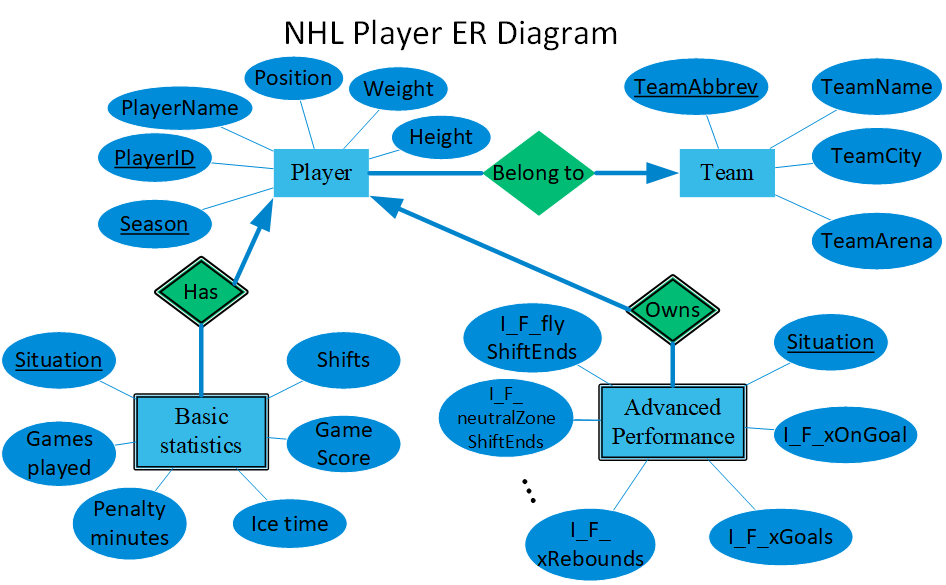 NHL Player ER Diagram
Position
Weight
PlayerName
Height
PlayerID
Season
Player
Belong to
TeamAbbrev
TeamName
TeamCity
TeamArena
Team
Has
Owns
Situation
Shifts
Basic
statistics
Games
played
Game
Score
Penalty
minutes
Ice time
I_F_fly
ShiftEnds
Situation
I_F_
neutralZone
ShiftEnds
Advanced
Performance
I_F_xOnGoal
I_F_
xRebounds
I_F_xGoals